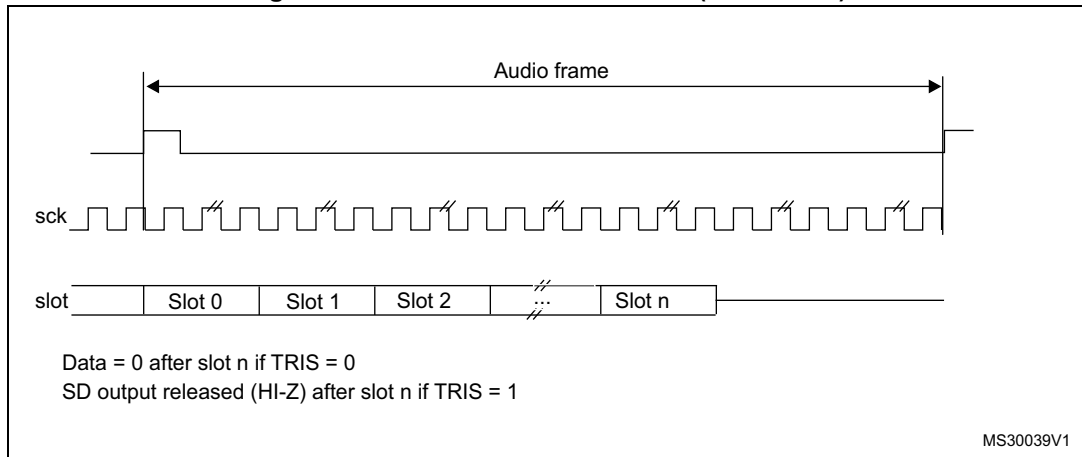 Audio frame
sck
slot Slot 0 Slot 1 Slot 2 ... Slot n
Data = 0 after slot n if TRIS = 0
SD output released (HI-Z) after slot n if TRIS = 1
MS30039V1